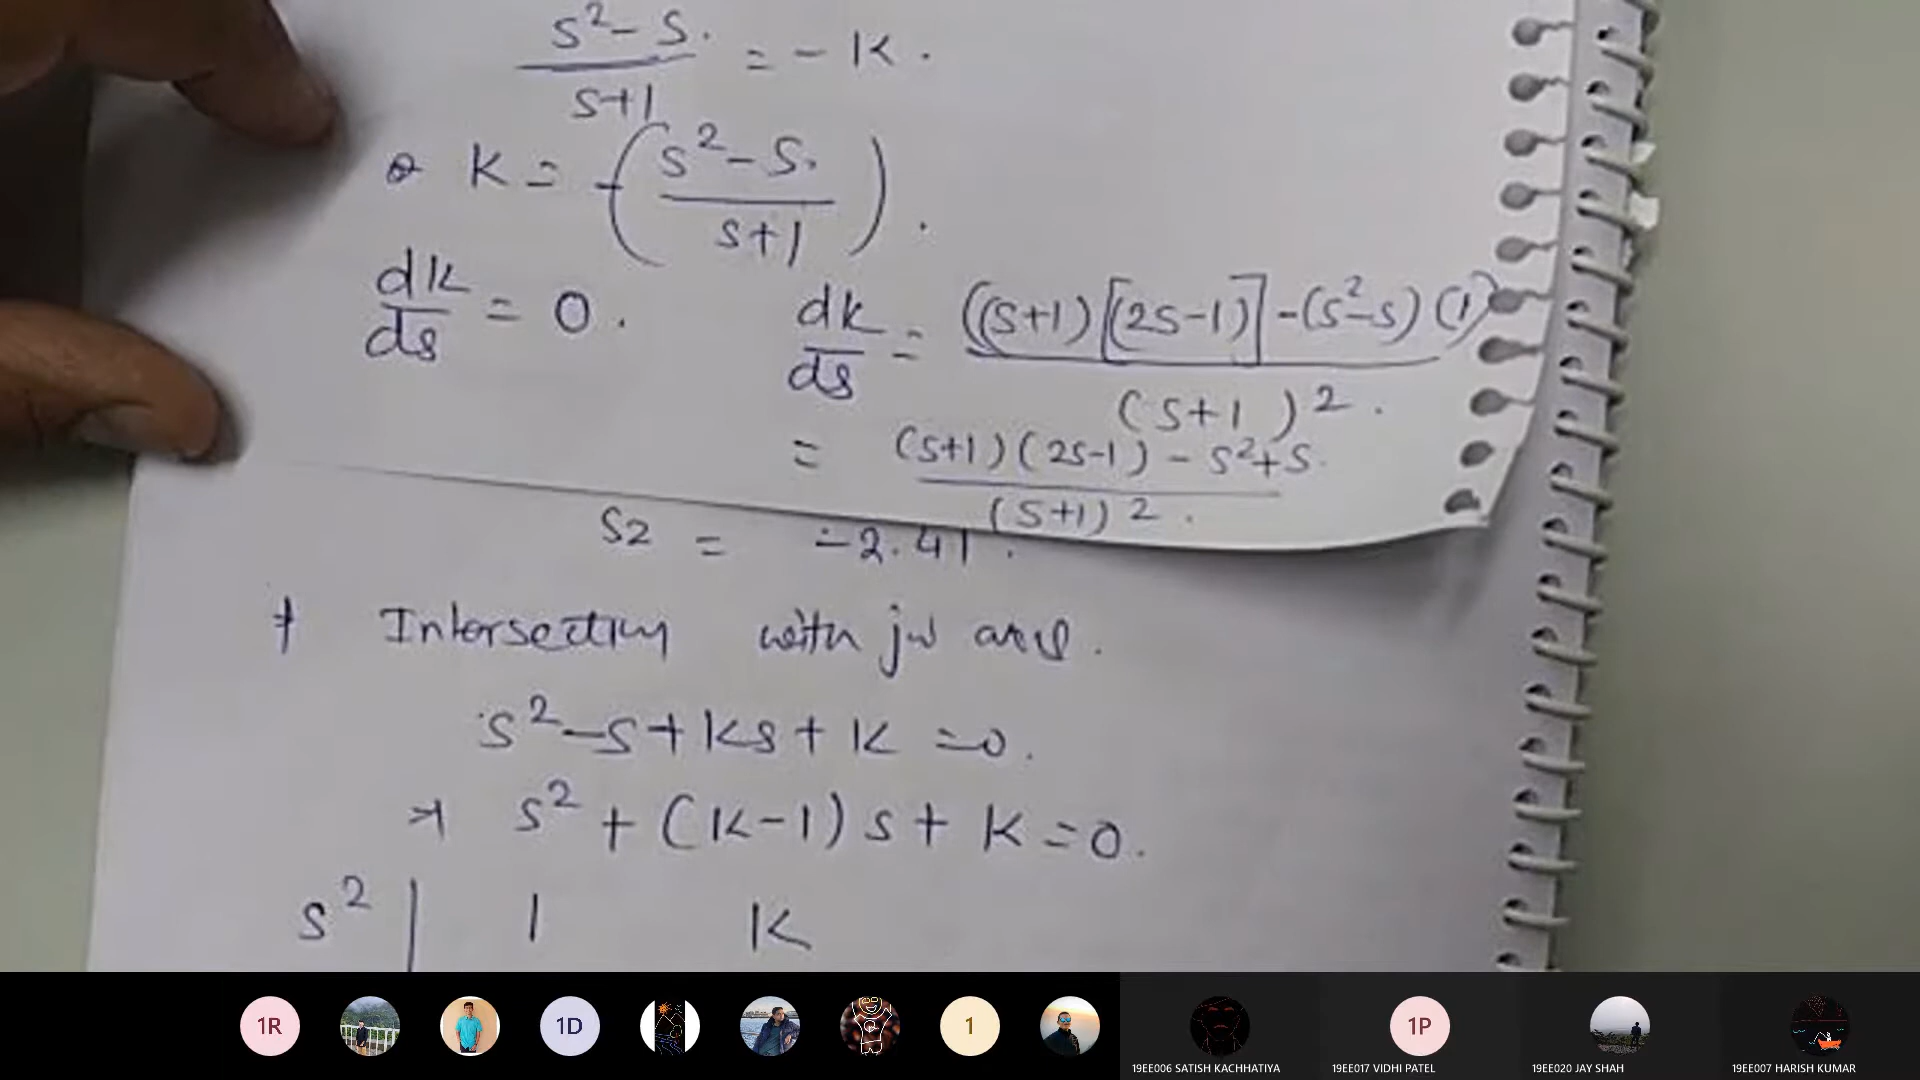 s²-s. / s+1 = -K.
K = -(s²-s. / s+1).
dK/ds = 0. dK/ds = ((s+1)[(2s-1)]-(s²-s)(1) / (s+1)².
= (s+1)(2s-1)-s²+s. / (s+1)².
s2 = -2.41.
Intersecting with jw axis.
s²-s+Ks+K=0.
s²+(K-1)s+K=0.
s² | 1 K
1R 1D 1 1P
19EE006 SATISH KACHHATIYA 19EE017 VIDHI PATEL 19EE020 JAY SHAH 19EE007 HARISH KUMAR